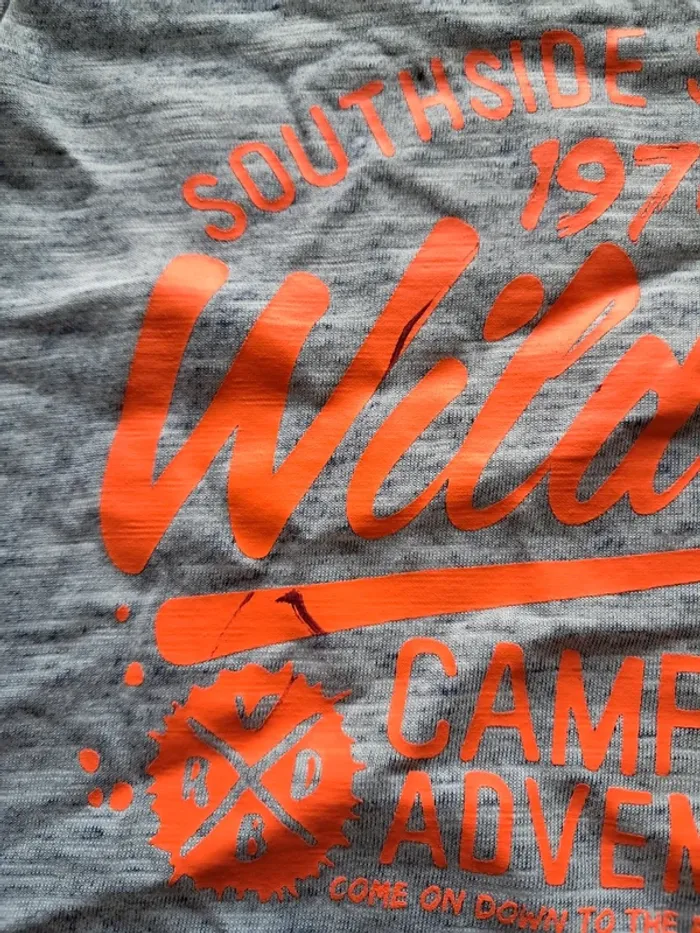 SOUTHSIDE
197
Wild
CAMP
ADVEN
V
R D
B
COME ON DOWN TO THE